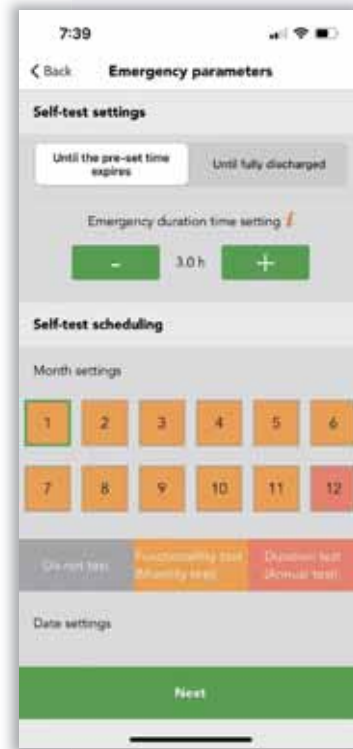 7:39
Back Emergency parameters
Self-test settings
Until the pre-set time
expires
Until fully discharged
Emergency duration time setting i
- 3.0 h +
Self-test scheduling
Month settings
1 2 3 4 5 6
7 8 9 10 11 12
Do not test
Functionality test
(Monthly test)
Duration test
(Annual test)
Date settings
Next